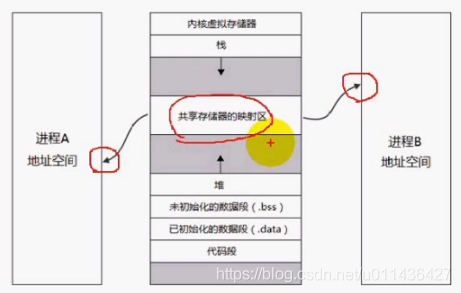 内核虚拟存储器
栈
共享存储器的映射区
进程A
地址空间
进程B
地址空间
堆
未初始化的数据段（.bss）
已初始化的数据段（.data）
代码段
https://blog.csdn.net/u011436427